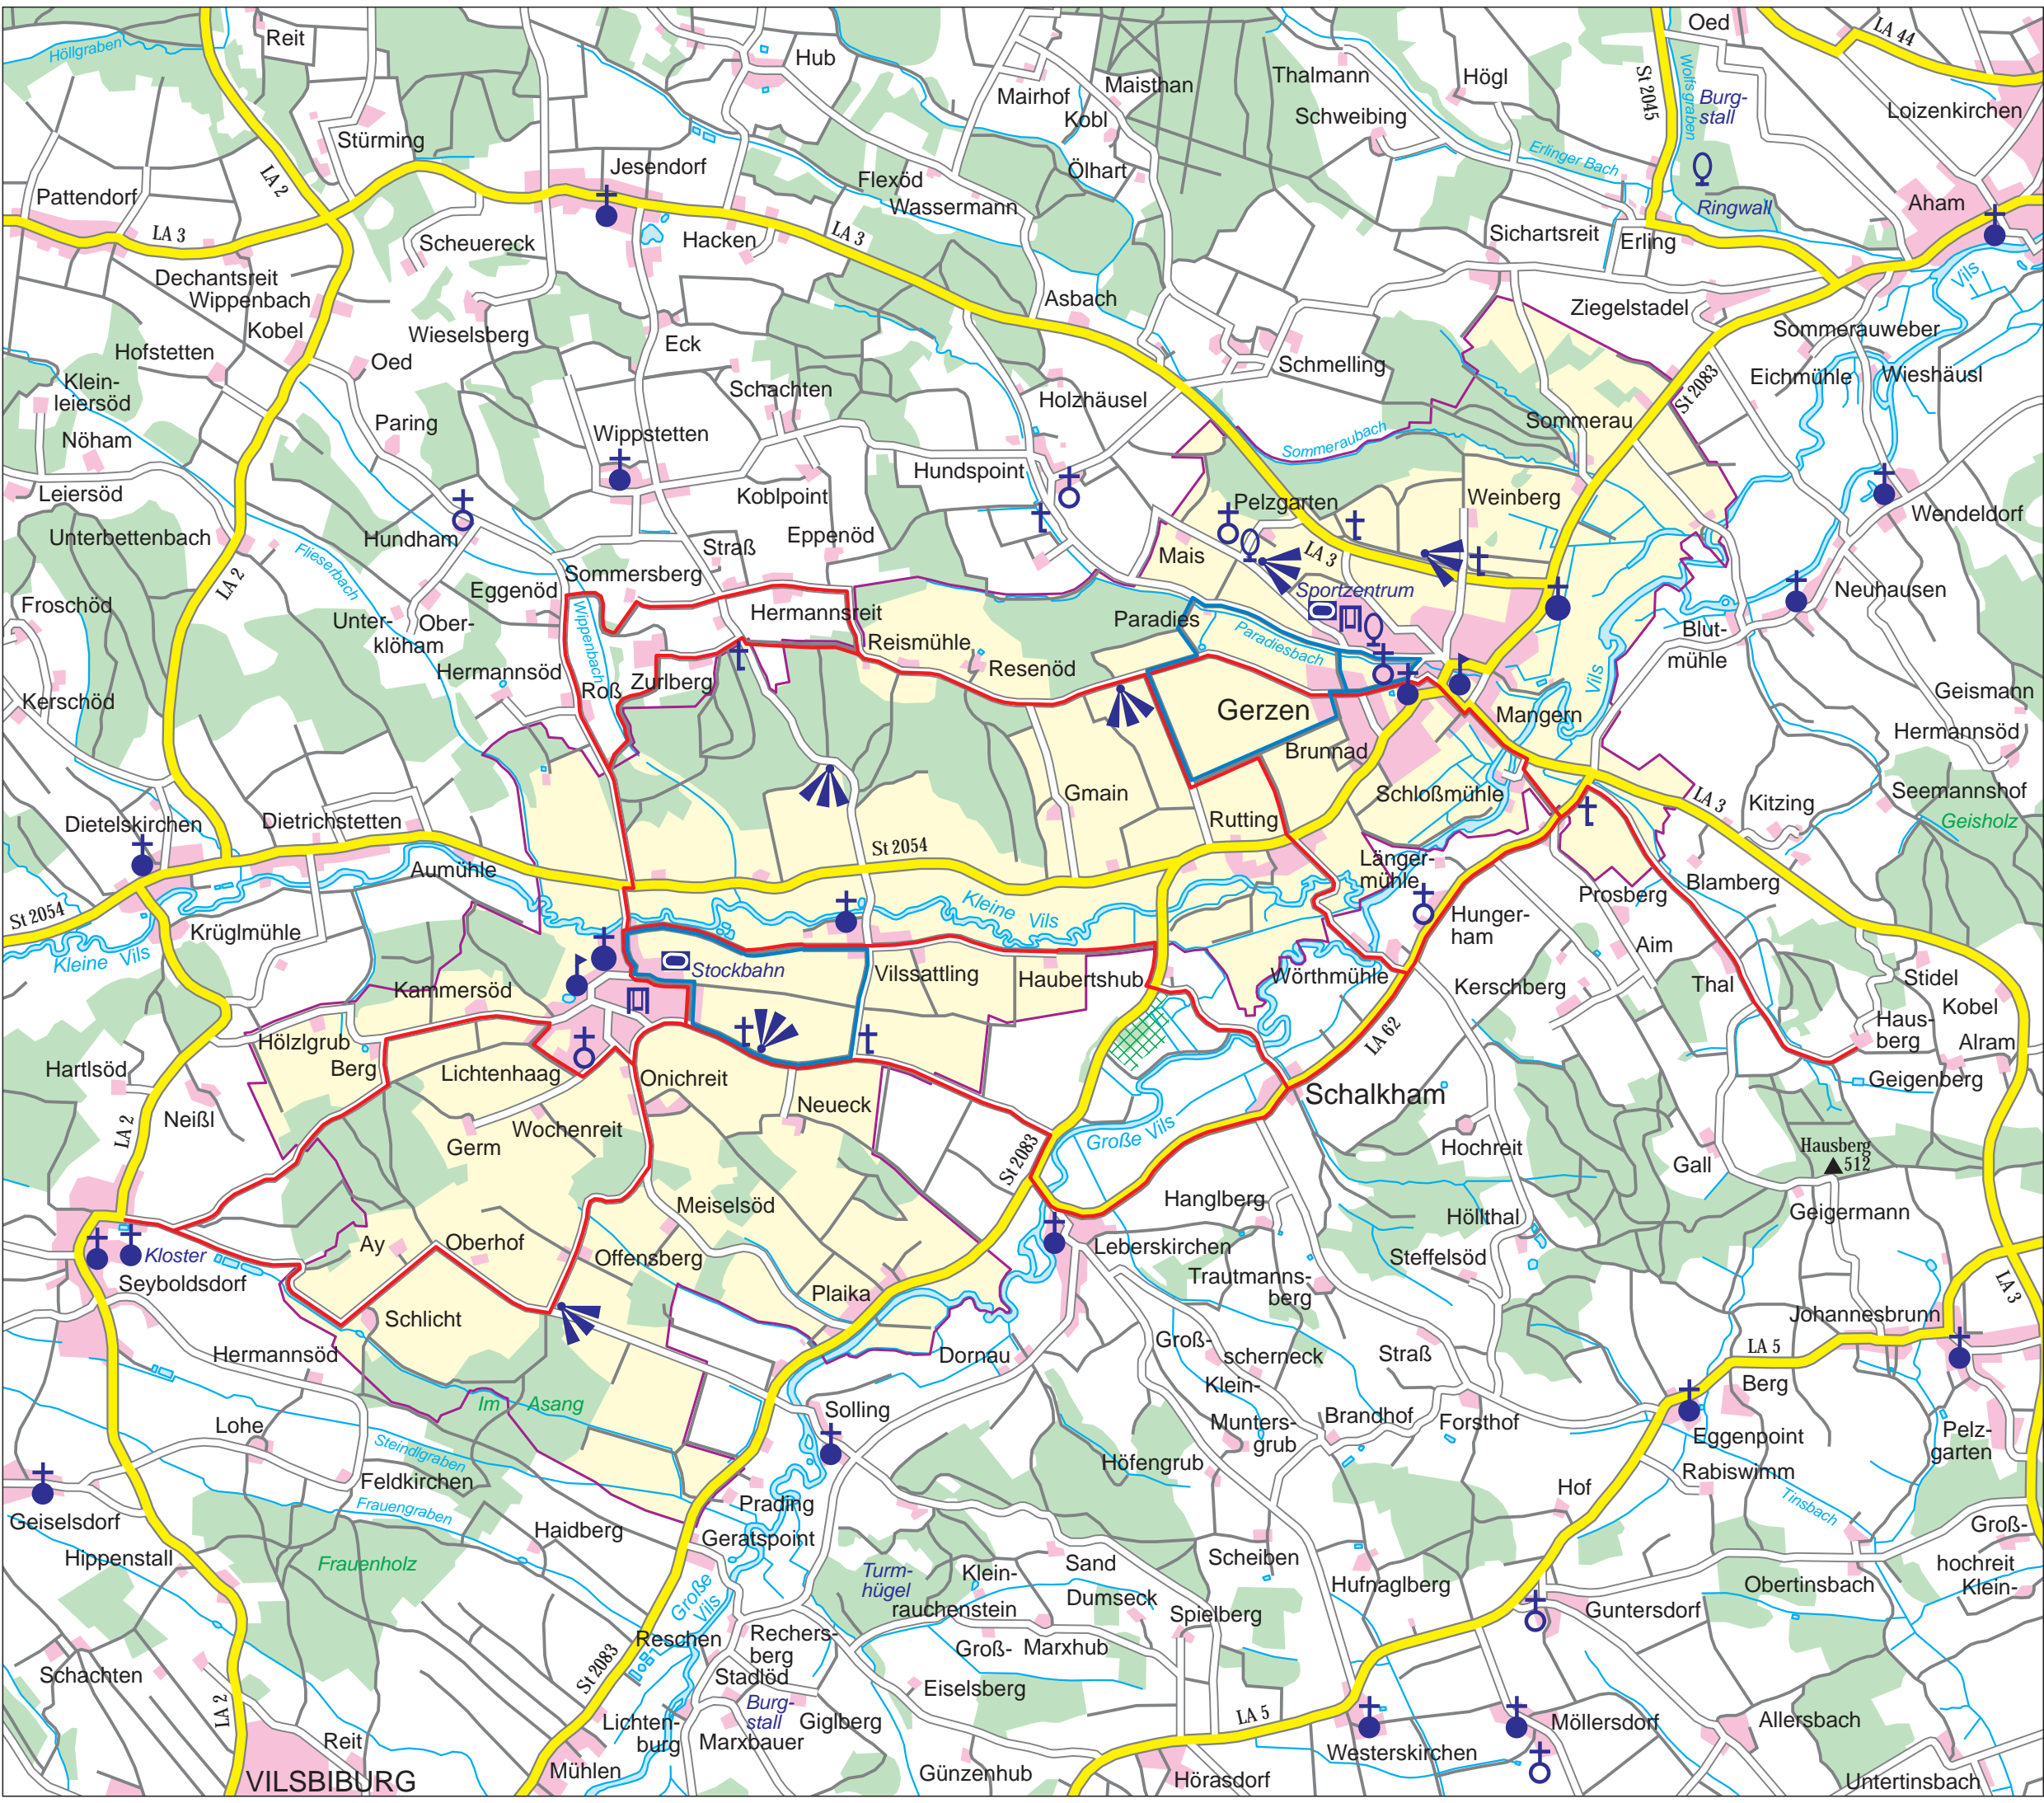 Höllgraben
Reit
Hub
Mairhof
Maisthan
Kobl
Thalmann
Högl
Schweibing
St 2045
Oed
Wolfsgraben
Burg-
stall
LA 44
Loizenkirchen
Stürming
LA 2
Jesendorf
Flexöd
Wassermann
Ölhart
Erlinger Bach
Ringwall
Aham
Pattendorf
LA 3
Scheuereck
Hacken
LA 3
Sichartsreit
Erling
Vils
Dechantsreit
Wippenbach
Kobel
Wieselsberg
Asbach
Ziegelstadel
Sommerauweber
Hofstetten
Oed
Eck
Schmelling
Eichmühle
Wieshäusl
Klein-
leiersöd
Schachten
Holzhäusel
St 2083
Nöham
Paring
Wippstetten
Sommeraubach
Sommerau
Leiersöd
Koblpoint
Hundspoint
Pelzgarten
Weinberg
Wendeldorf
Unterbettenbach
Flieserbach
Hundham
Straß
Eppenöd
Mais
LA 3
LA 2
Eggenöd
Sommersberg
Sportzentrum
Neuhausen
Froschöd
Unter-
Ober-
klöham
Wippenbach
Hermannsreit
Reismühle
Paradies
Paradiesbach
Blut-
mühle
Hermannsöd
Roß
Zurlberg
Resenöd
Vils
Kerschöd
Gerzen
Mangern
Geismann
Hermannsöd
Brunnad
Gmain
Schloßmühle
LA 3
Kitzing
Seemannshof
Geisholz
Dietelskirchen
Dietrichstetten
Rutting
St 2054
Aumühle
Länger-
mühle
Blamberg
Prosberg
St 2054
Krüglmühle
Kleine Vils
Kleine Vils
Hunger-
ham
Aim
Stockbahn
Vilssattling
Haubertshub
Wörthmühle
Thal
Stidel
Kammersöd
Kerschberg
Kobel
Hölzlgrub
Berg
LA 62
Haus-
berg
Alram
Hartlsöd
Lichtenhaag
Onichreit
Schalkham
Geigenberg
Neißl
LA 2
Germ
Wochenreit
Neueck
Große Vils
Hochreit
Hausberg
512
Gall
St 2083
Meiselsöd
Hanglberg
Höllthal
Geigermann
Kloster
Seyboldsdorf
Ay
Oberhof
Offensberg
Leberskirchen
Steffelsöd
Trautmanns-
berg
Plaika
LA 3
Schlicht
Johannesbrunn
Hermannsöd
Dornau
Groß-
scherneck
Klein-
Straß
LA 5
Berg
Im Asang
Solling
Lohe
Munters-
grub
Brandhof
Forsthof
Pelz-
garten
Steindlgraben
Eggenpoint
Höfengrub
Feldkirchen
Rabiswimm
Geiselsdorf
Frauengraben
Prading
Hof
Tinsbach
Haidberg
Geratspoint
Groß-
hochreit
Klein-
Hippenstall
Frauenholz
Turm-
hügel
Klein-
rauchenstein
Groß-
Sand
Scheiben
Dumseck
Hufnaglberg
Obertinsbach
Große
Vils
Spielberg
Guntersdorf
Reschen
Rechers-
berg
Marxhub
St 2083
Schachten
Stadlöd
Eiselsberg
LA 2
Burg-
stall
Lichten-
burg
Giglberg
Marxbauer
LA 5
Möllersdorf
Allersbach
Reit
Westerskirchen
VILSBIBURG
Mühlen
Günzenhub
Hörasdorf
Untertinsbach